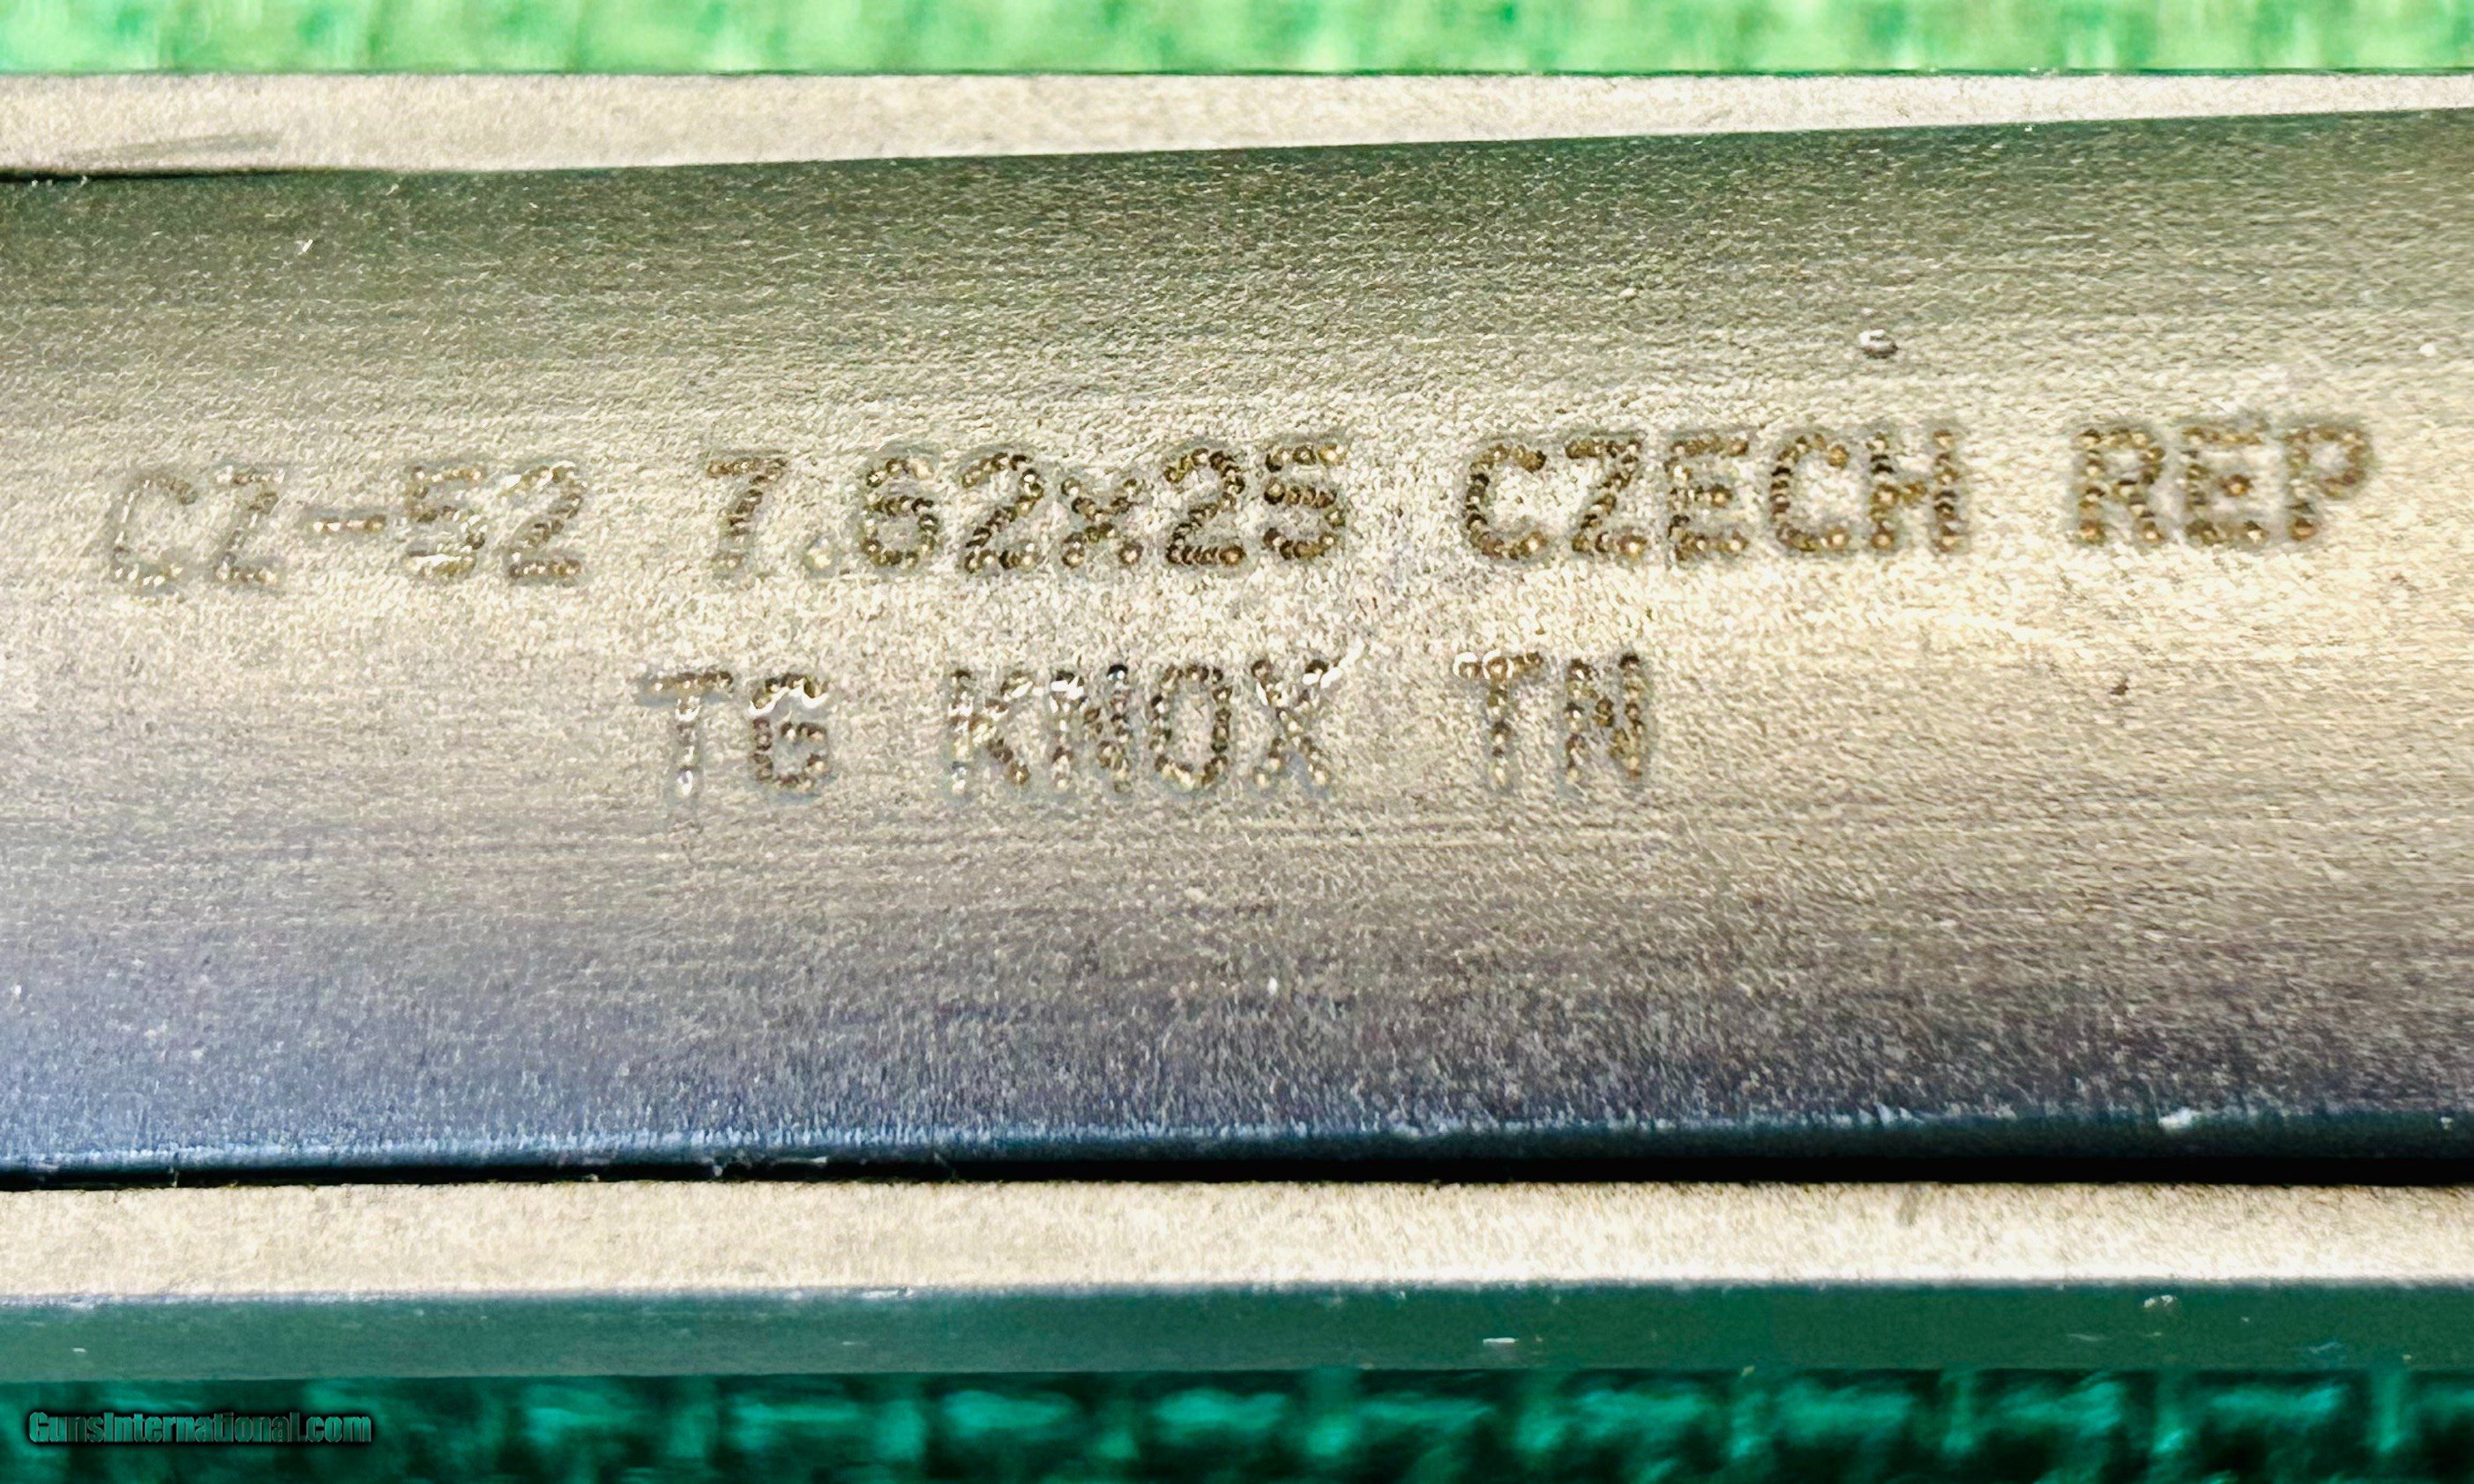 CZ-52 7.62x25 CZECH REP
TG KNOX TN
GunsInternational.com